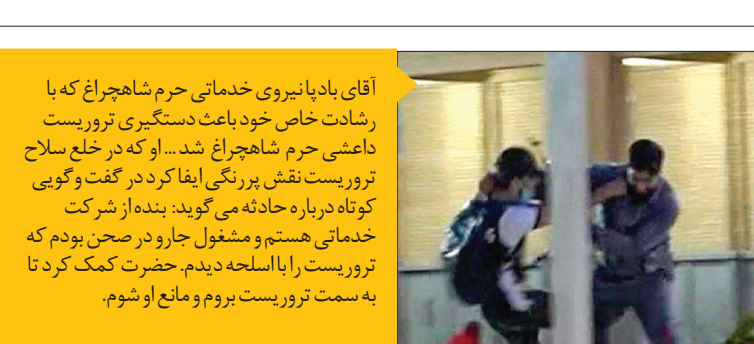 آقای بادپا نیروی خدماتی حرم شاهچراغ که با
رشادت خاص خود باعث دستگیری تروریست
داعشی حرم شاهچراغ شد ... او که در خلع سلاح
تروریست نقش پررنگی ایفا کرد در گفت و گویی
کوتاه درباره حادثه می گوید: بنده از شرکت
خدماتی هستم و مشغول جارو در صحن بودم که
تروریست را با اسلحه دیدم. حضرت کمک کرد تا
به سمت تروریست بروم و مانع او شوم.